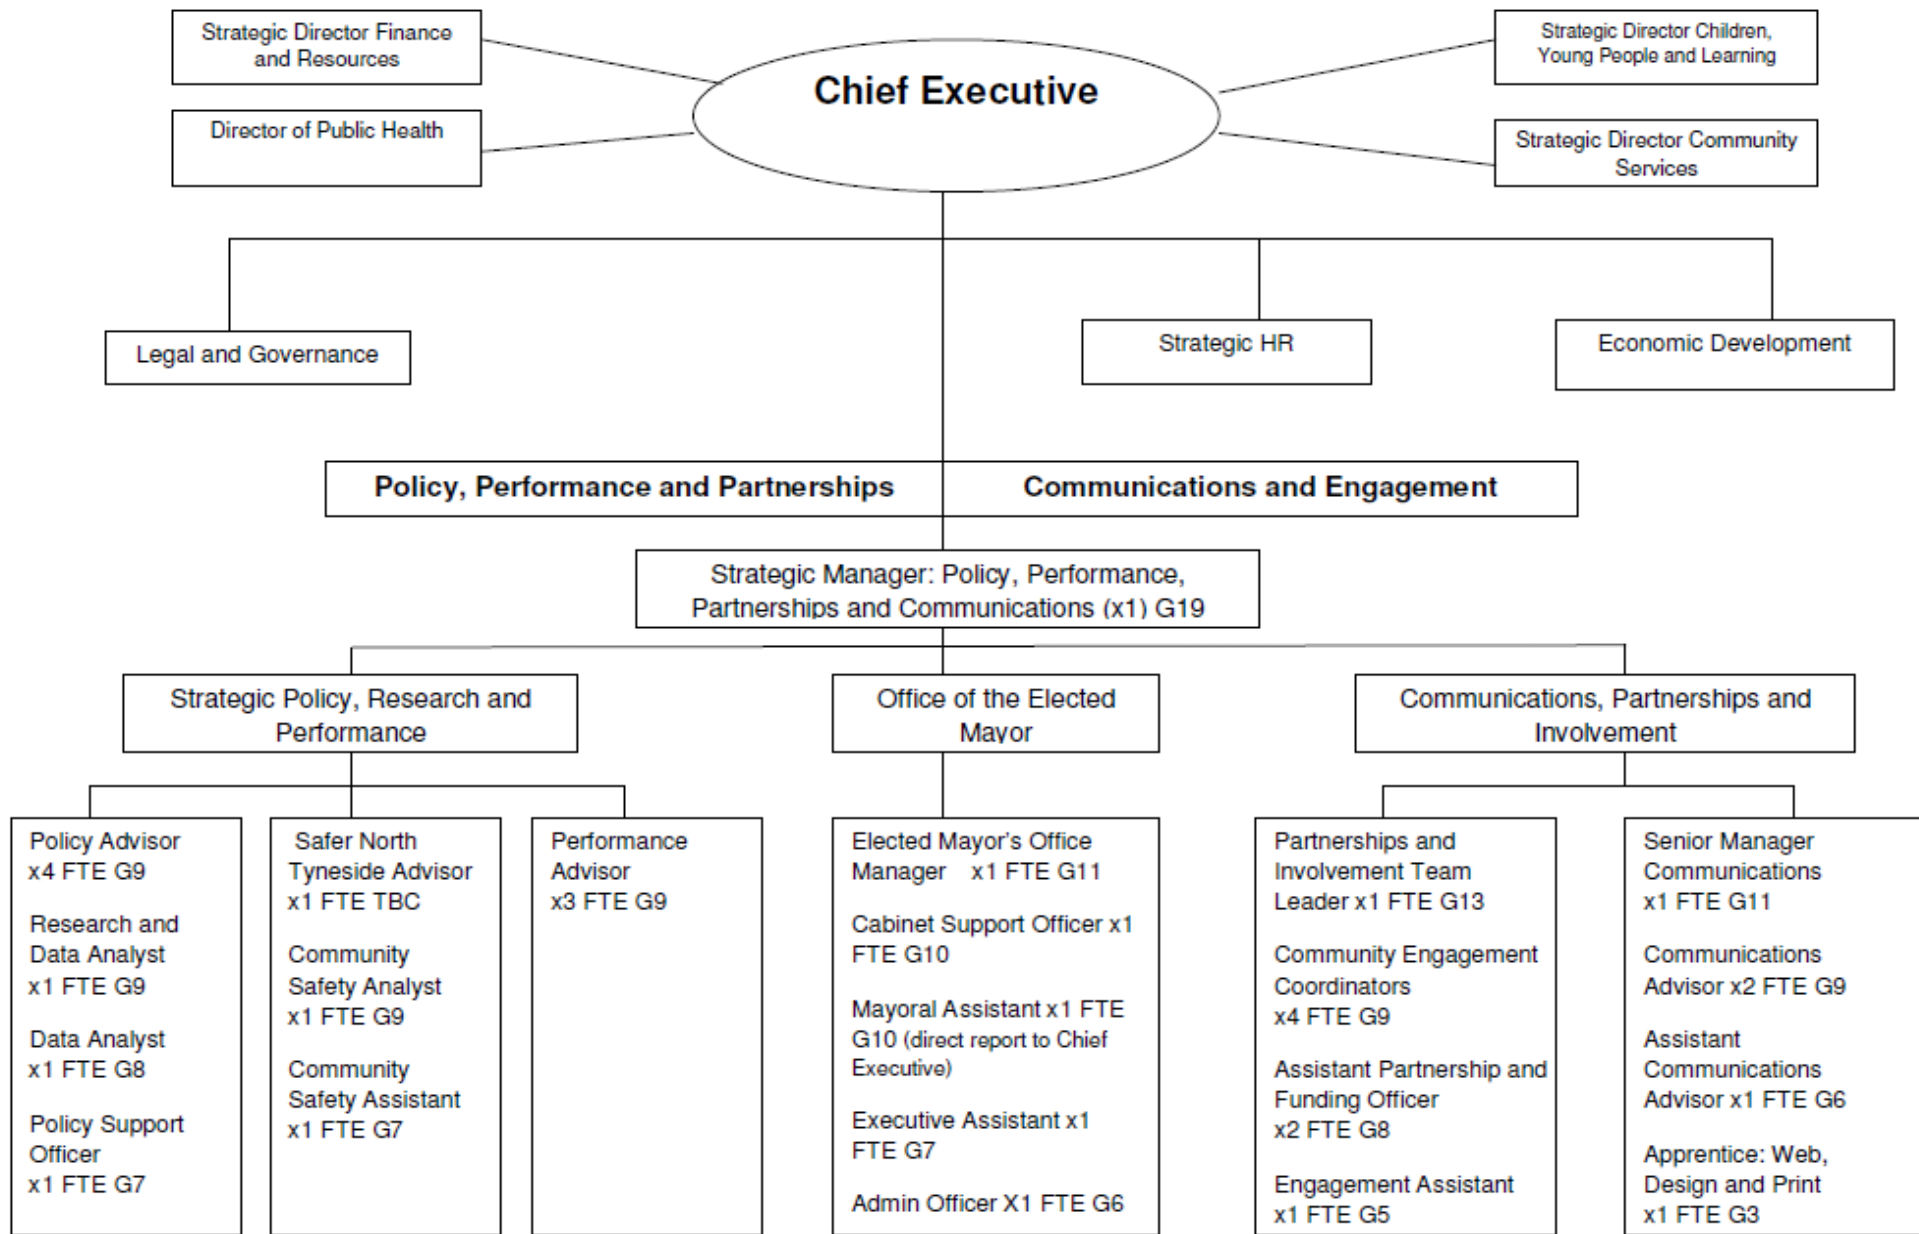 Strategic Director Finance
and Resources
Director of Public Health
Chief Executive
Strategic Director Children,
Young People and Learning
Strategic Director Community
Services
Legal and Governance
Strategic HR
Economic Development
Policy, Performance and Partnerships
Communications and Engagement
Strategic Manager: Policy, Performance,
Partnerships and Communications (x1) G19
Strategic Policy, Research and
Performance
Office of the Elected
Mayor
Communications, Partnerships and
Involvement
Policy Advisor
x4 FTE G9
Research and
Data Analyst
x1 FTE G9
Data Analyst
x1 FTE G8
Policy Support
Officer
x1 FTE G7
Safer North
Tyneside Advisor
x1 FTE TBC
Community
Safety Analyst
x1 FTE G9
Community
Safety Assistant
x1 FTE G7
Performance
Advisor
x3 FTE G9
Elected Mayor's Office
Manager x1 FTE G11
Cabinet Support Officer x1
FTE G10
Mayoral Assistant x1 FTE
G10 (direct report to Chief
Executive)
Executive Assistant x1
FTE G7
Admin Officer X1 FTE G6
Partnerships and
Involvement Team
Leader x1 FTE G13
Community Engagement
Coordinators
x4 FTE G9
Assistant Partnership and
Funding Officer
x2 FTE G8
Engagement Assistant
x1 FTE G5
Senior Manager
Communications
x1 FTE G11
Communications
Advisor x2 FTE G9
Assistant
Communications
Advisor x1 FTE G6
Apprentice: Web,
Design and Print
x1 FTE G3